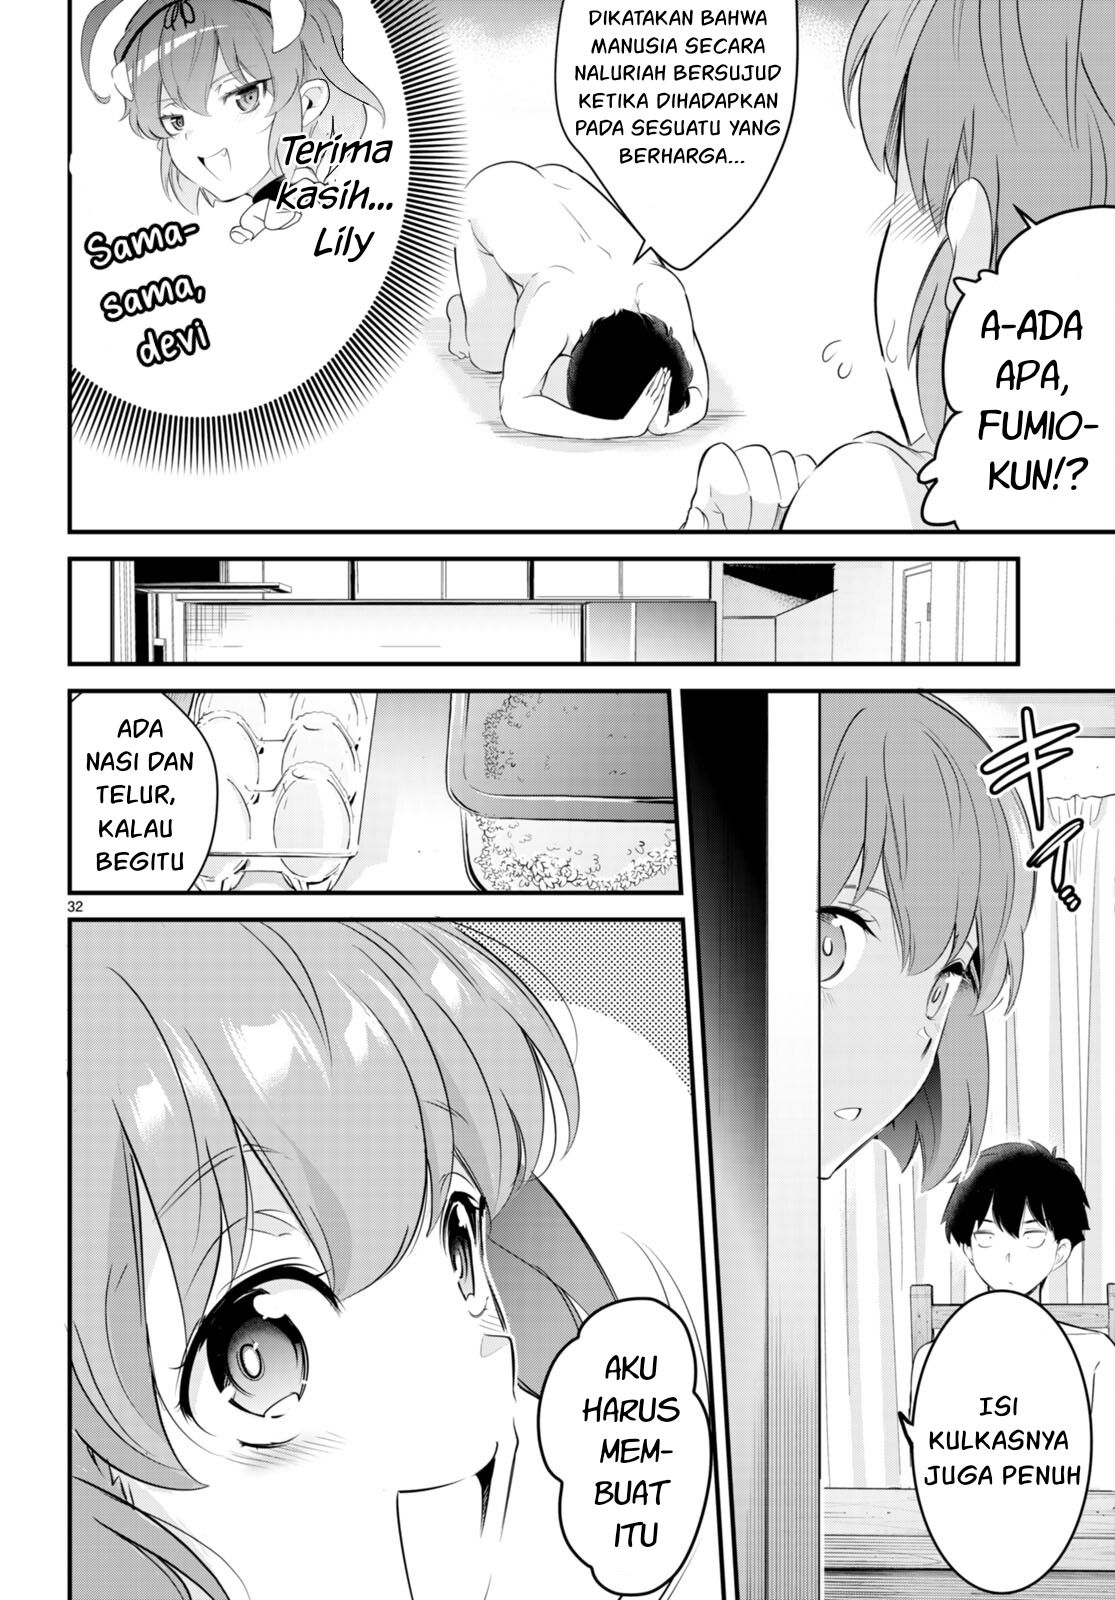 DIKATAKAN BAHWA
MANUSIA SECARA
NALURIAH BERSUJUD
KETIKA DIHADAPKAN
PADA SESUATU YANG
BERHARGA...
A-ADA
APA,
FUMIO-
KUN!?
Terima
kasih...
Lily
Sama-
sama,
devi
ギ
イ...
ISI
KULKASNYA
JUGA PENUH
ADA
NASI DAN
TELUR,
KALAU
BEGITU
32
AKU
HARUS
MEM-
BUAT
ITU